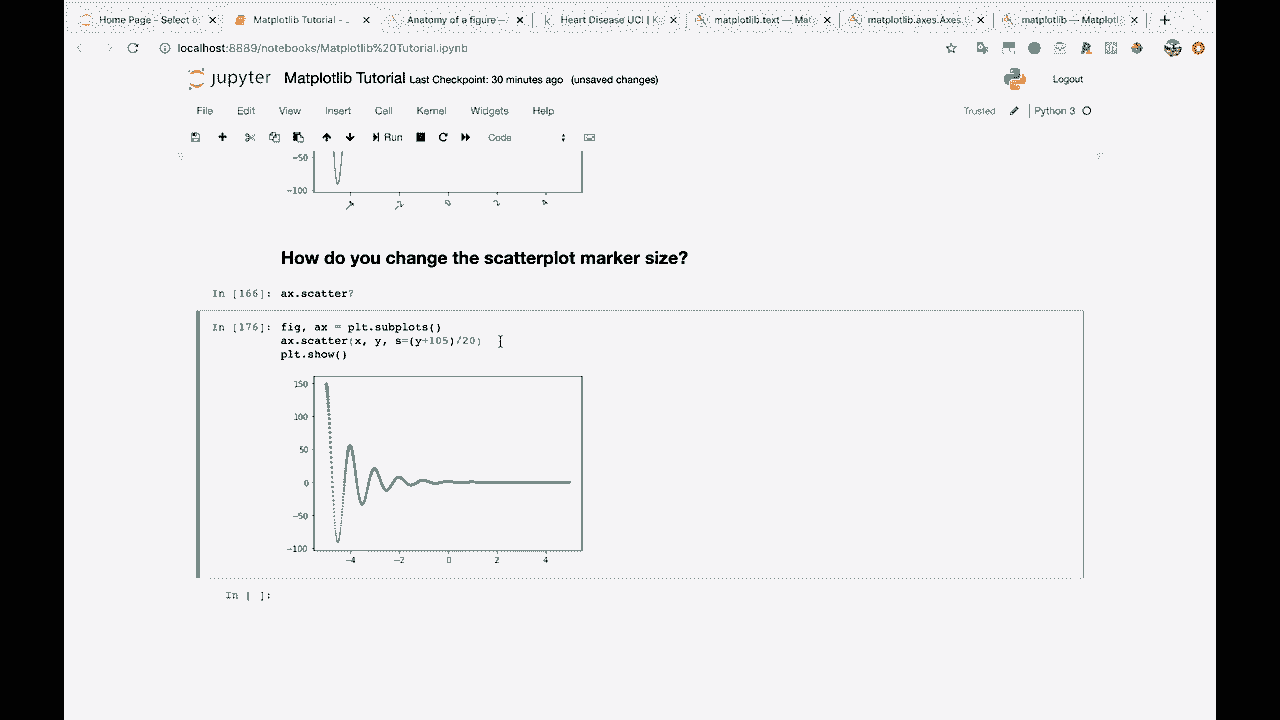 Home Page - Select o
Matplotlib Tutorial -
Anatomy of a figure —
Heart Disease UCI | K
matplotlib.text — Mat
matplotlib.axes.Axes.
matplotlib — Matplotl
localhost:8889/notebooks/Matplotlib%20Tutorial.ipynb
jupyter Matplotlib Tutorial Last Checkpoint: 30 minutes ago (unsaved changes)
Logout
File Edit View Insert Cell Kernel Widgets Help
Trusted Python 3
Run Code
−50
−100
0
2
4
How do you change the scatterplot marker size?
In [166]: ax.scatter?
In [176]: fig, ax = plt.subplots()
ax.scatter(x, y, s=(y+105)/20)
plt.show()
150
100
50
0
−50
−100
−4 −2 0 2 4
In [ ]: